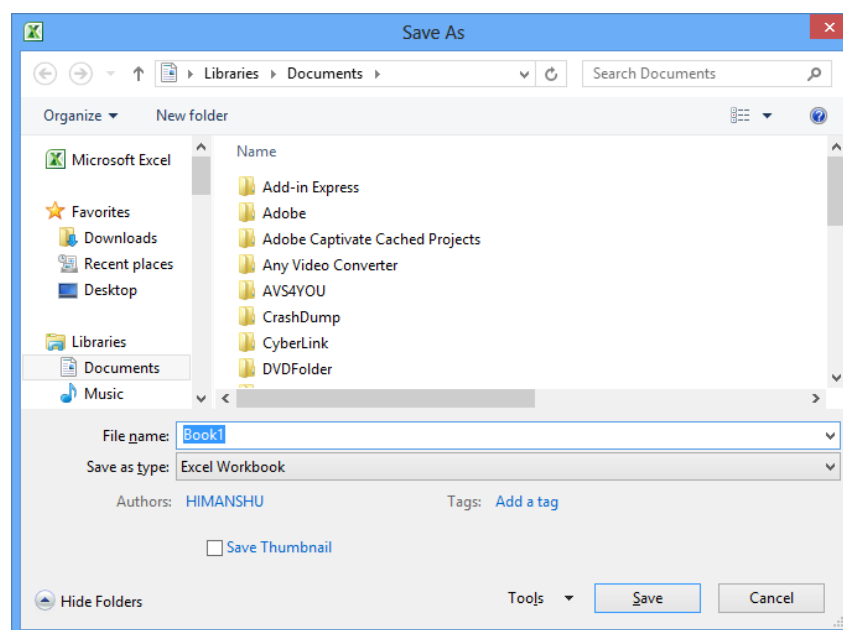 Save As
Libraries Documents Search Documents
Organize New folder
Microsoft Excel
Favorites
Downloads
Recent places
Desktop
Libraries
Documents
Music
Name
Add-in Express
Adobe
Adobe Captivate Cached Projects
Any Video Converter
AVS4YOU
CrashDump
CyberLink
DVDFolder
File name: Book1
Save as type: Excel Workbook
Authors: HIMANSHU Tags: Add a tag
Save Thumbnail
Hide Folders Tools Save Cancel